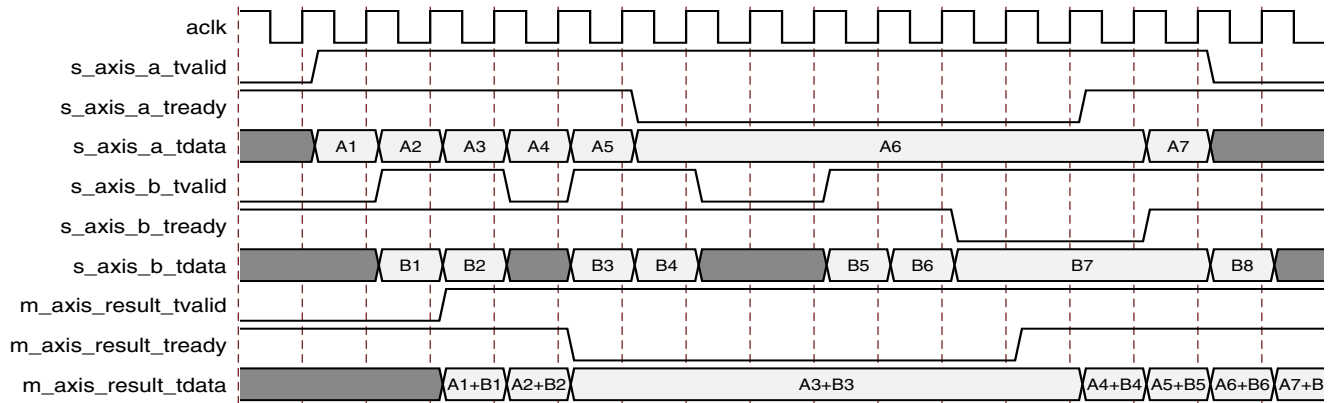 aclk
s_axis_a_tvalid
s_axis_a_tready
s_axis_a_tdata A1 A2 A3 A4 A5 A6 A7
s_axis_b_tvalid
s_axis_b_tready
s_axis_b_tdata B1 B2 B3 B4 B5 B6 B7 B8
m_axis_result_tvalid
m_axis_result_tready
m_axis_result_tdata A1+B1 A2+B2 A3+B3 A4+B4 A5+B5 A6+B6 A7+B